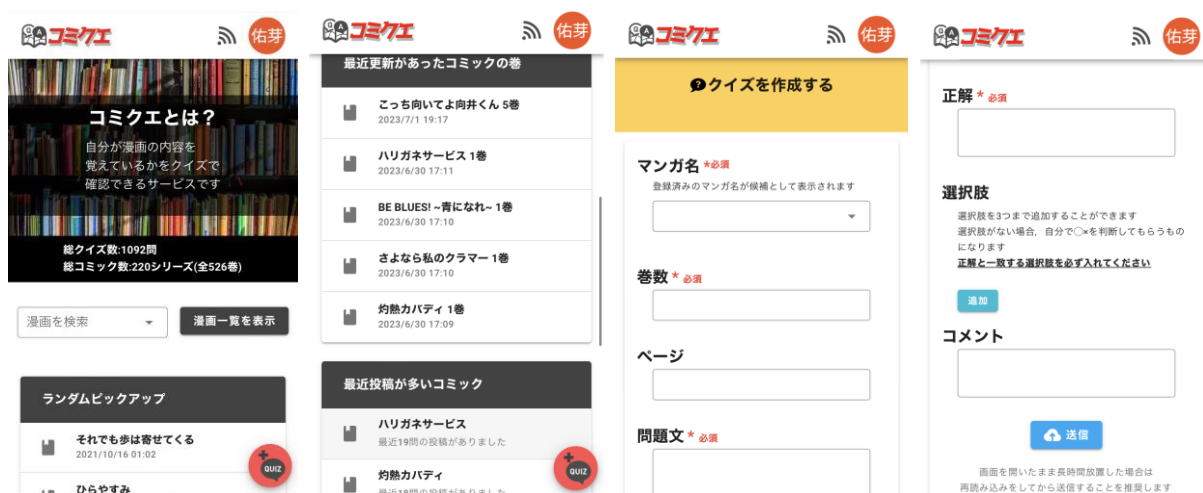 コミクエ
佑芽
コミクエとは？
自分が漫画の内容を
覚えているかをクイズで
確認できるサービスです
総クイズ数:1092問
総コミック数:220シリーズ(全526巻)
漫画を検索
漫画一覧を表示
ランダムピックアップ
それでも歩は寄せてくる
2021/10/16 01:02
ひらやすみ
QUIZ
コミクエ
佑芽
最近更新があったコミックの巻
こっち向いてよ向井くん 5巻
2023/7/1 19:17
ハリガネサービス 1巻
2023/6/30 17:11
BE BLUES! ~青になれ~ 1巻
2023/6/30 17:10
さよなら私のクラマー 1巻
2023/6/30 17:10
灼熱カバディ 1巻
2023/6/30 17:09
最近投稿が多いコミック
ハリガネサービス
最近19問の投稿がありました
灼熱カバディ
最近18問の投稿がありました
QUIZ
コミクエ
佑芽
クイズを作成する
マンガ名 *必須
登録済みのマンガ名が候補として表示されます
巻数 * 必須
ページ
問題文 * 必須
コミクエ
佑芽
正解 * 必須
選択肢
選択肢を3つまで追加することができます
選択肢がない場合，自分で○×を判断してもらうもの
になります
正解と一致する選択肢を必ず入れてください
追加
コメント
送信
画面を開いたまま長時間放置した場合は
再読み込みをしてから送信することを推奨します